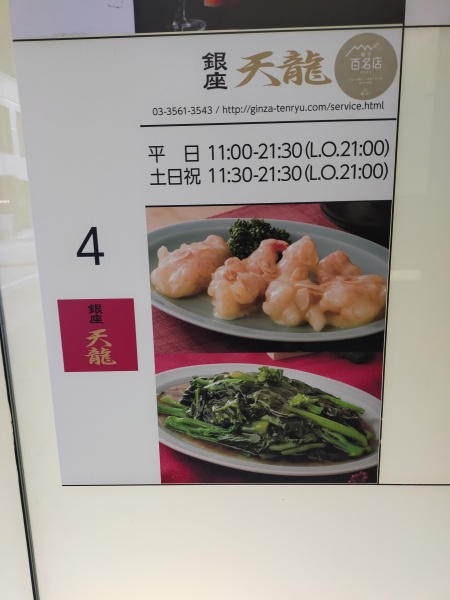 銀座 天龍
百名店
03-3561-3543 / http://ginza-tenryu.com/service.html
平 日 11:00-21:30(L.O.21:00)
土日祝 11:30-21:30(L.O.21:00)
4
銀座
天龍